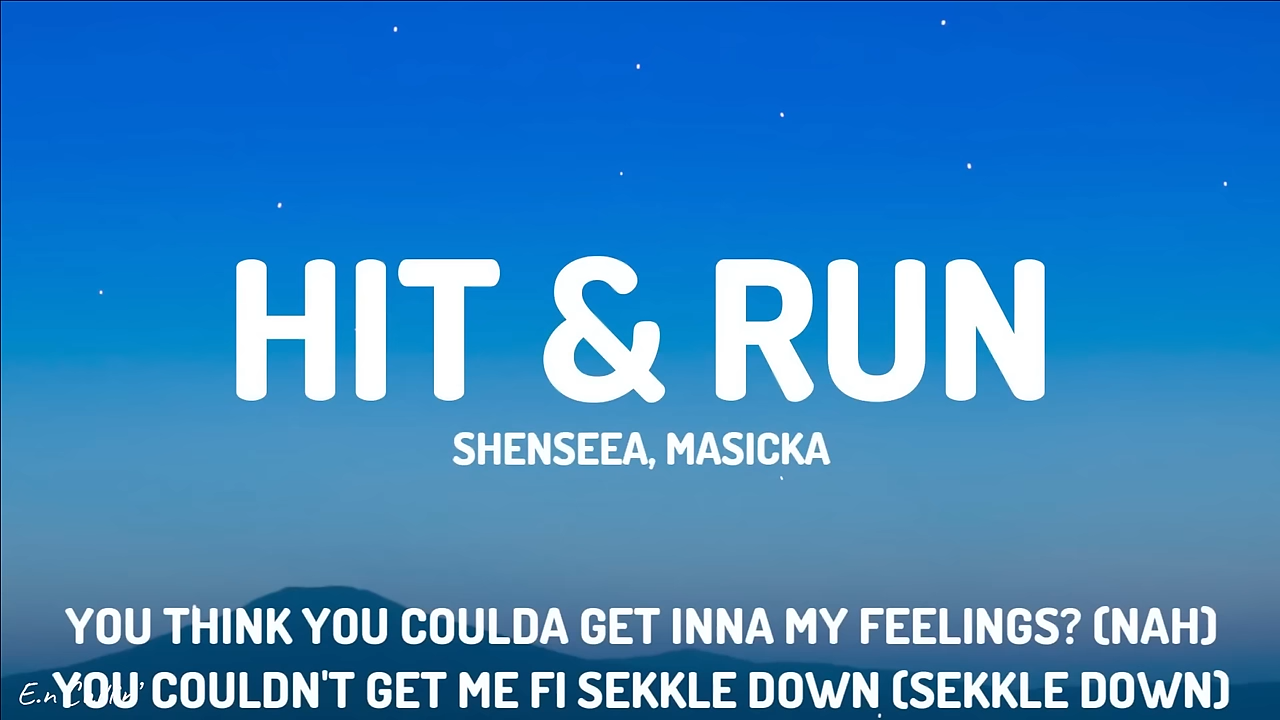 HIT & RUN
SHENSEEA, MASICKA
YOU THINK YOU COULDA GET INNA MY FEELINGS? (NAH)
YOU COULDN'T GET ME FI SEKKLE DOWN (SEKKLE DOWN)
E.n